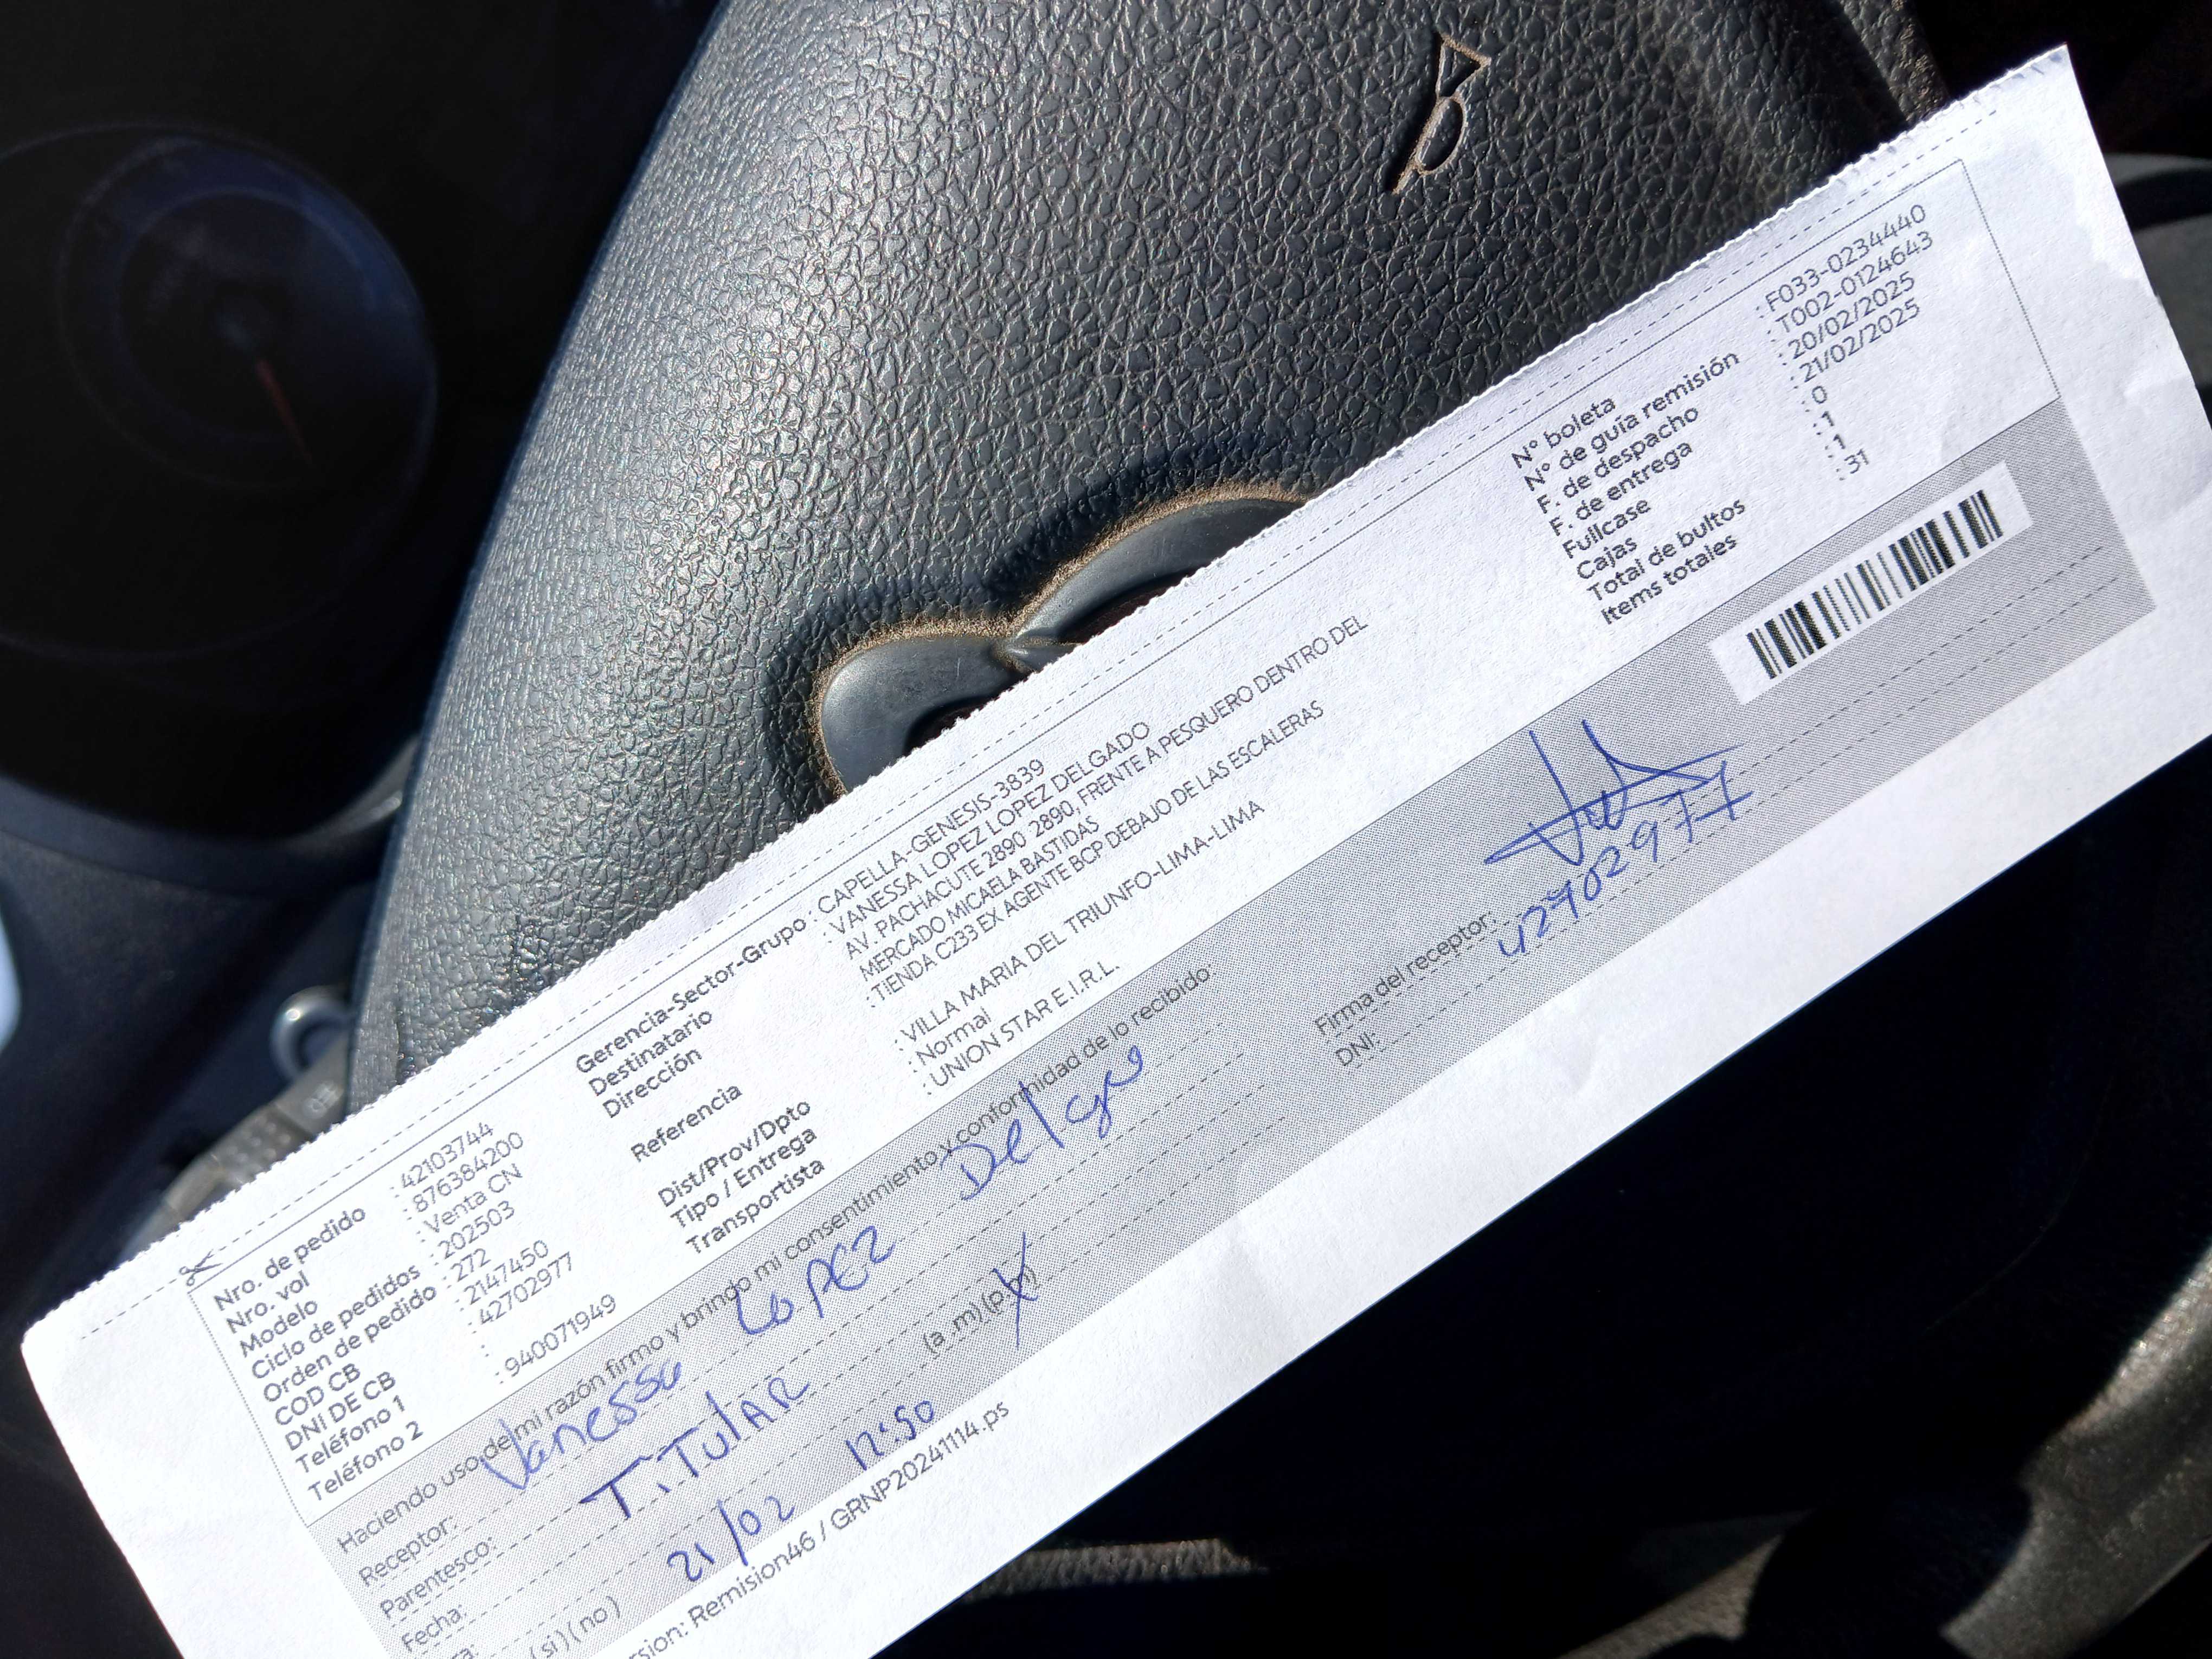 Nro. de pedido : 42103744
Nro. vol : 876384200
Modelo : Venta CN
Ciclo de pedidos : 202503
Orden de pedido : 272
COD CB : 2147450
DNI DE CB : 42702977
Teléfono 1 :
Teléfono 2 : 940071949
Gerencia-Sector-Grupo : CAPELLA-GENESIS-3839
Destinatario : VANESSA LOPEZ LOPEZ DELGADO
Dirección AV. PACHACUTE 2890 2890, FRENTE A PESQUERO DENTRO DEL
MERCADO MICAELA BASTIDAS
Referencia : TIENDA C233 EX AGENTE BCP DEBAJO DE LAS ESCALERAS
Dist/Prov/Dpto : VILLA MARIA DEL TRIUNFO-LIMA-LIMA
Tipo / Entrega : Normal
Transportista : UNION STAR E.I.R.L.
N° boleta : F033-0234440
N° de guía remisión : T002-0124643
F. de despacho : 20/02/2025
F. de entrega : 21/02/2025
Fullcase : 0
Cajas : 1
Total de bultos : 1
Items totales : 31
Haciendo uso de mi razón firmo y bringo mi consentimiento y conformidad de lo recibido:
Receptor: Vanessa LOPEZ Delgado
Parentesco: TiTulAR
Fecha: 21/02 12:50 (a .m) (p.m)
( si ) ( no )
Firma del receptor:
DNI: 42702977
rsion: Remision46 / GRNP20241114.ps